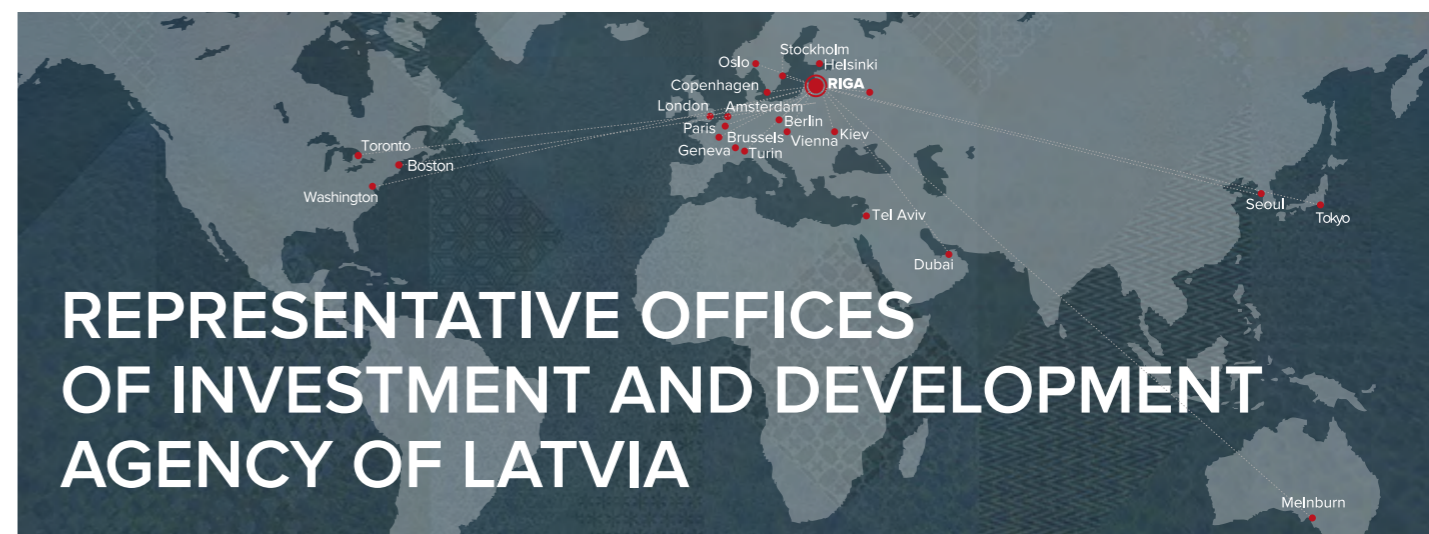 Stockholm
Oslo
Helsinki
Copenhagen
RIGA
London
Amsterdam
Berlin
Paris
Brussels
Vienna
Kiev
Geneva
Turin
Toronto
Boston
Washington
Seoul
Tokyo
Tel Aviv
Dubai
REPRESENTATIVE OFFICES
OF INVESTMENT AND DEVELOPMENT
AGENCY OF LATVIA
Melnburn